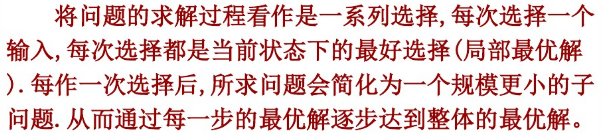 将问题的求解过程看作是一系列选择,每次选择一个
输入,每次选择都是当前状态下的最好选择(局部最优解
).每作一次选择后,所求问题会简化为一个规模更小的子
问题.从而通过每一步的最优解逐步达到整体的最优解。